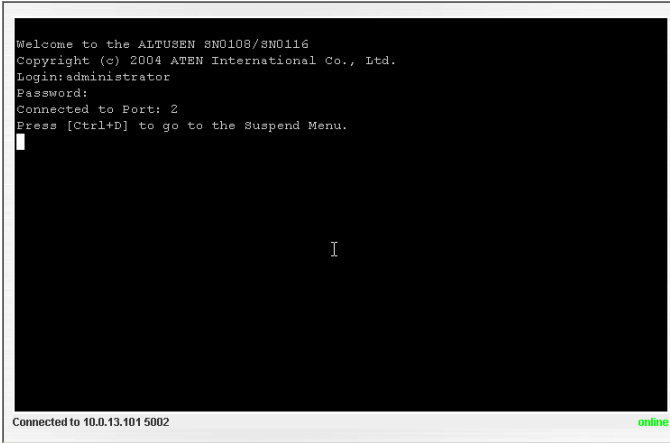 Welcome to the ALTUSEN SN0108/SN0116
Copyright (c) 2004 ATEN International Co., Ltd.
Login:administrator
Password:
Connected to Port: 2
Press [Ctrl+D] to go to the Suspend Menu.
Connected to 10.0.13.101 5002
online